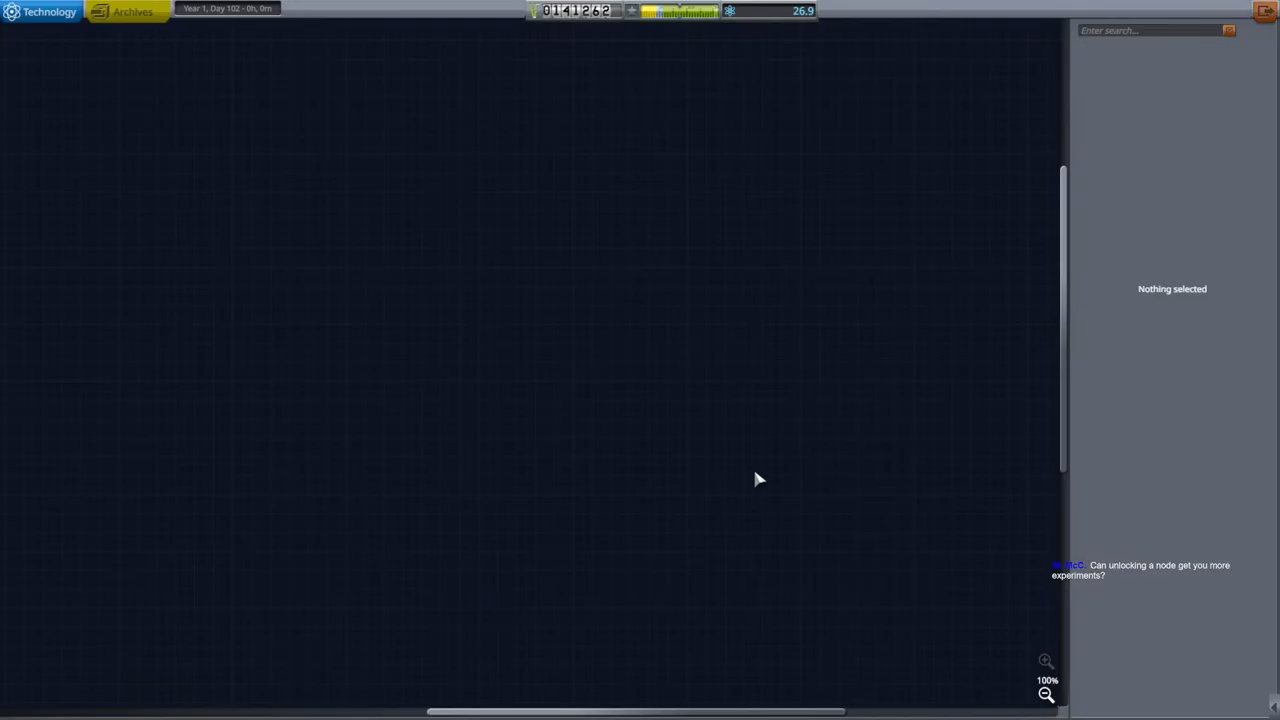 Technology
Archives
Year 1, Day 102 - 0h, 0m
0141262
26.9
Enter search...
Nothing selected
Can unlocking a node get you more
experiments?
100%